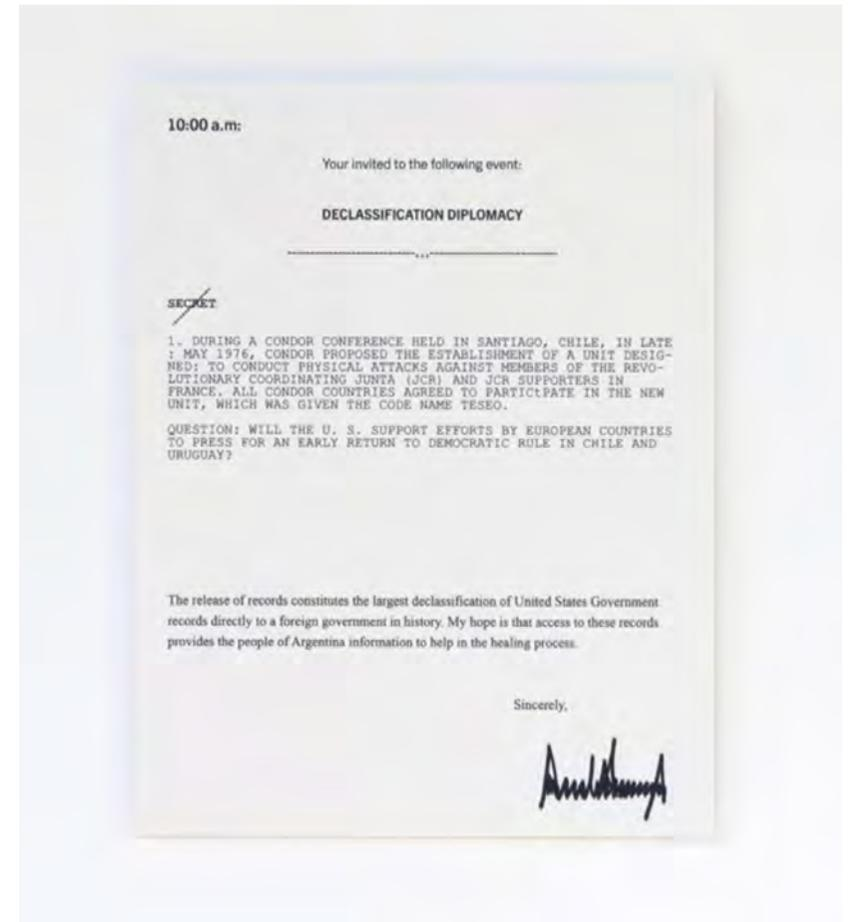 10:00 a.m:
Your invited to the following event:
DECLASSIFICATION DIPLOMACY
SECRET
1. DURING A CONDOR CONFERENCE HELD IN SANTIAGO, CHILE, IN LATE
: MAY 1976, CONDOR PROPOSED THE ESTABLISHMENT OF A UNIT DESIG-
NED: TO CONDUCT PHYSICAL ATTACKS AGAINST MEMBERS OF THE REVO-
LUTIONARY COORDINATING JUNTA (JCR) AND JCR SUPPORTERS IN
FRANCE. ALL CONDOR COUNTRIES AGREED TO PARTICtPATE IN THE NEW
UNIT, WHICH WAS GIVEN THE CODE NAME TESEO.
QUESTION: WILL THE U. S. SUPPORT EFFORTS BY EUROPEAN COUNTRIES
TO PRESS FOR AN EARLY RETURN TO DEMOCRATIC RULE IN CHILE AND
URUGUAY?
The release of records constitutes the largest declassification of United States Government
records directly to a foreign government in history. My hope is that access to these records
provides the people of Argentina information to help in the healing process.
Sincerely,